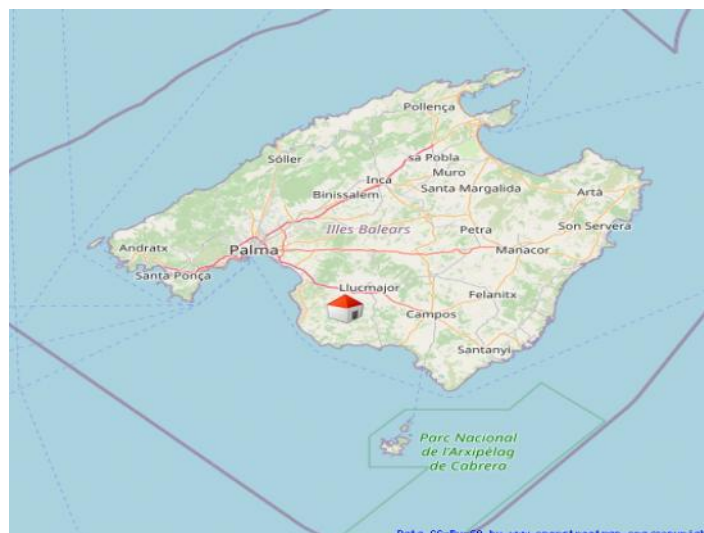 Pollença
sa Pobla
Sóller
Muro
Inca
Santa Margalida
Artà
Binissalem
Illes Balears
Petra
Son Servera
Andratx
Palma
Manacor
Santa Ponça
Llucmajor
Felanitx
Campos
Santanyí
Parc Nacional
de l'Arxipèlag
de Cabrera